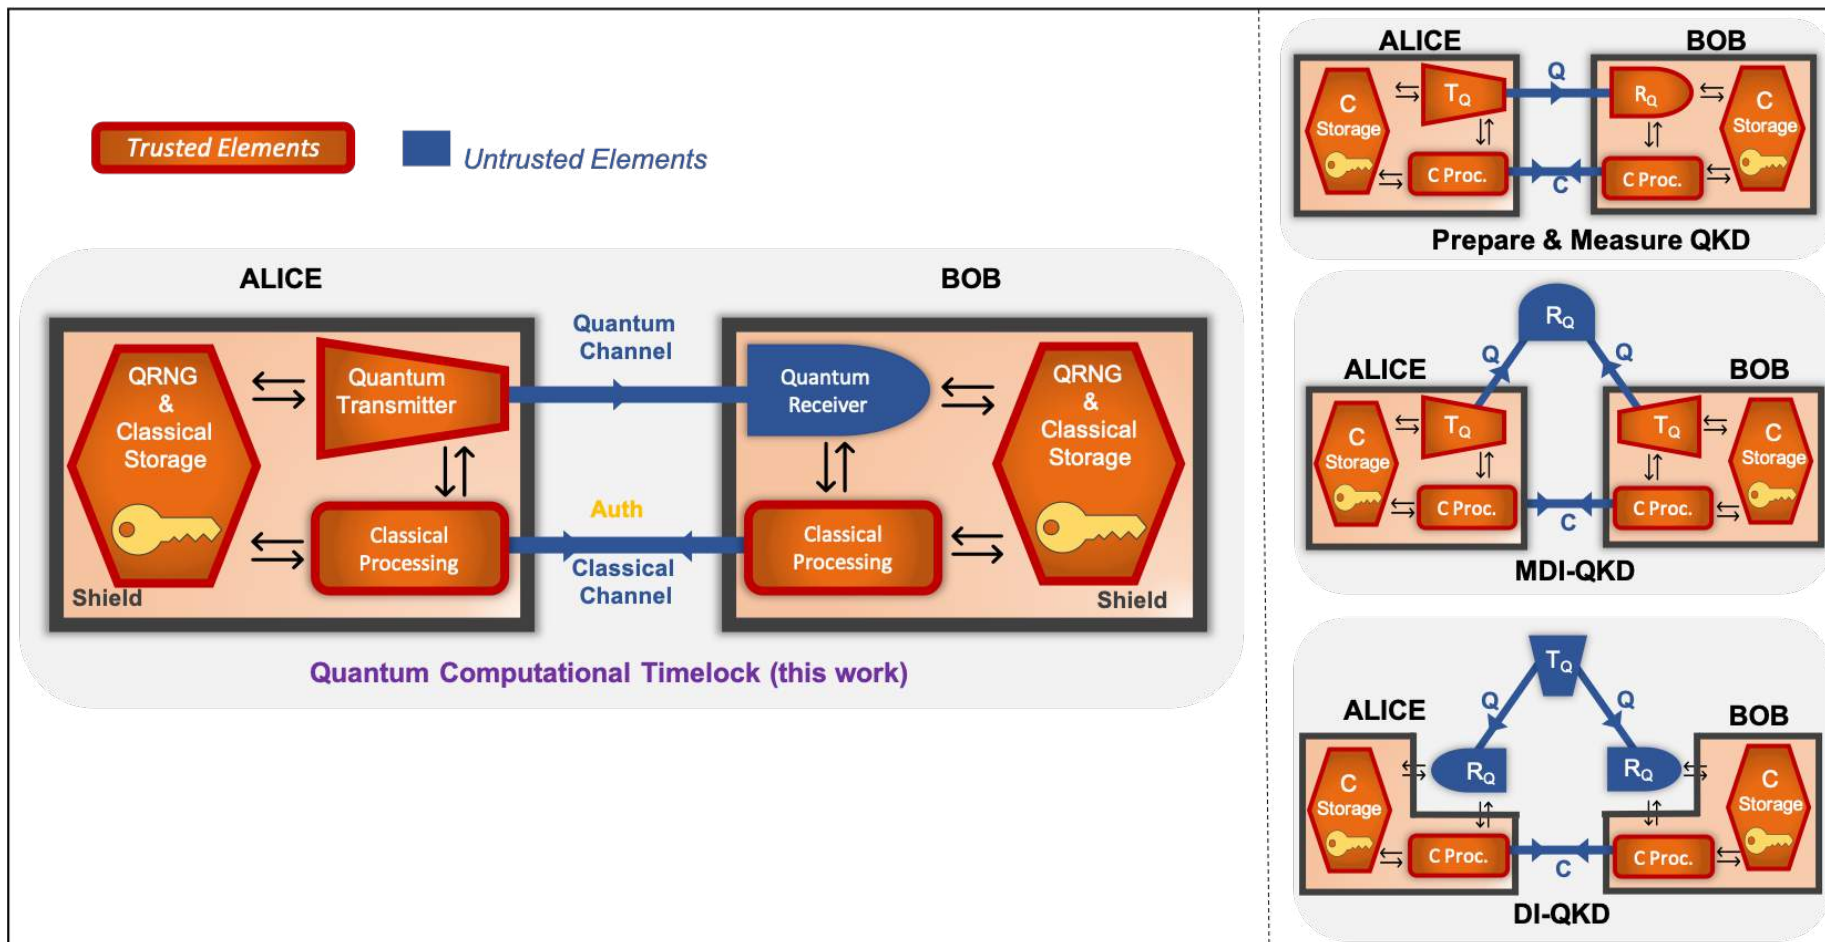 Trusted Elements
Untrusted Elements
ALICE
BOB
QRNG
&
Classical
Storage
Quantum
Transmitter
Quantum
Channel
Quantum
Receiver
QRNG
&
Classical
Storage
Classical
Processing
Auth
Classical
Channel
Classical
Processing
Shield
Shield
Quantum Computational Timelock (this work)
ALICE
BOB
C
Storage
TQ
Q
RQ
C
Storage
C Proc.
C
C Proc.
Prepare & Measure QKD
RQ
Q
Q
ALICE
BOB
C
Storage
TQ
TQ
C
Storage
C Proc.
C
C Proc.
MDI-QKD
TQ
Q
Q
ALICE
BOB
C
Storage
RQ
RQ
C
Storage
C Proc.
C
C Proc.
DI-QKD